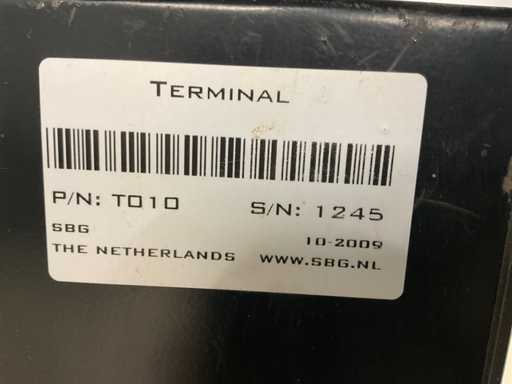 TERMINAL
P/N: T010 S/N: 1245
SBG 10-2009
THE NETHERLANDS WWW.SBG.NL